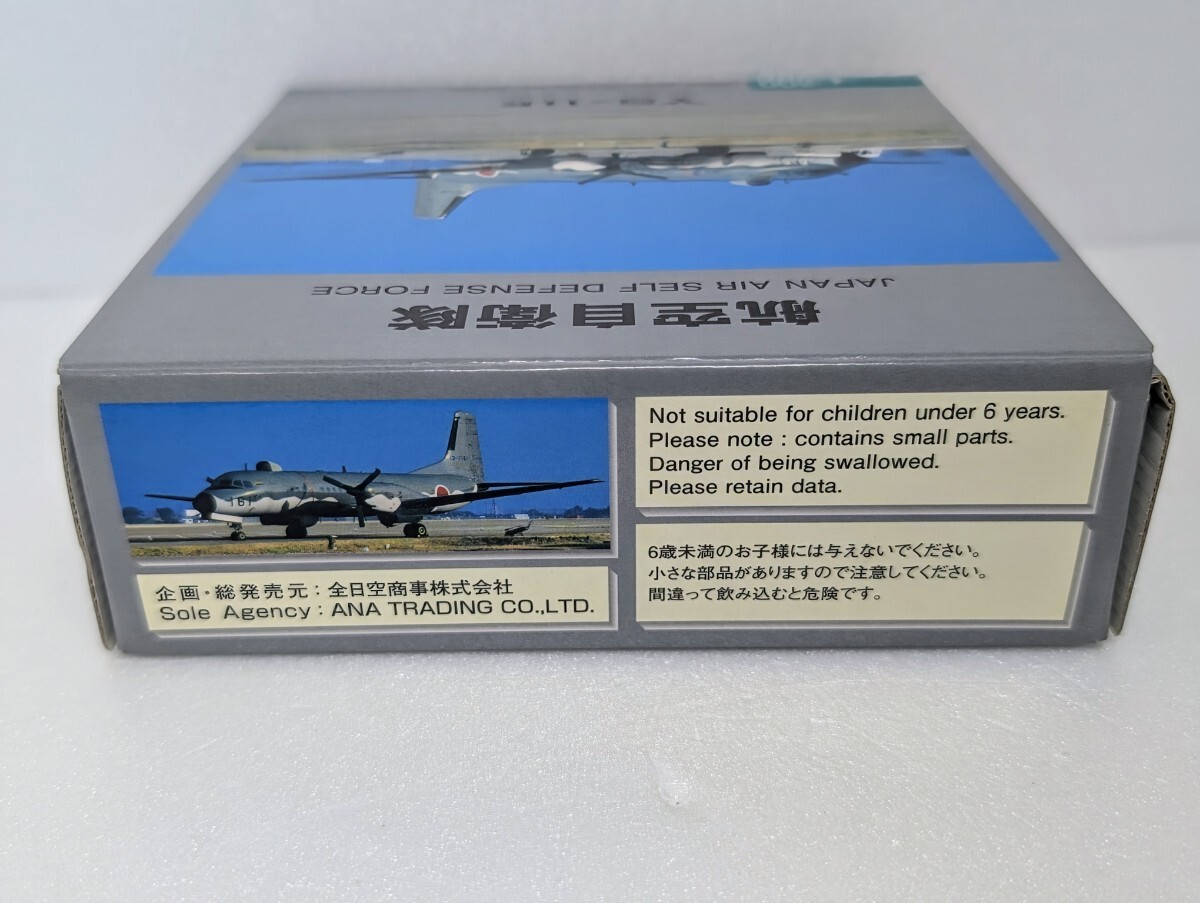 航空自衛隊
JAPAN AIR SELF DEFENSE FORCE
161
企画・総発売元：全日空商事株式会社
Sole Agency : ANA TRADING CO.,LTD.
Not suitable for children under 6 years.
Please note : contains small parts.
Danger of being swallowed.
Please retain data.
6歳未満のお子様には与えないでください。
小さな部品がありますので注意してください。
間違って飲み込むと危険です。